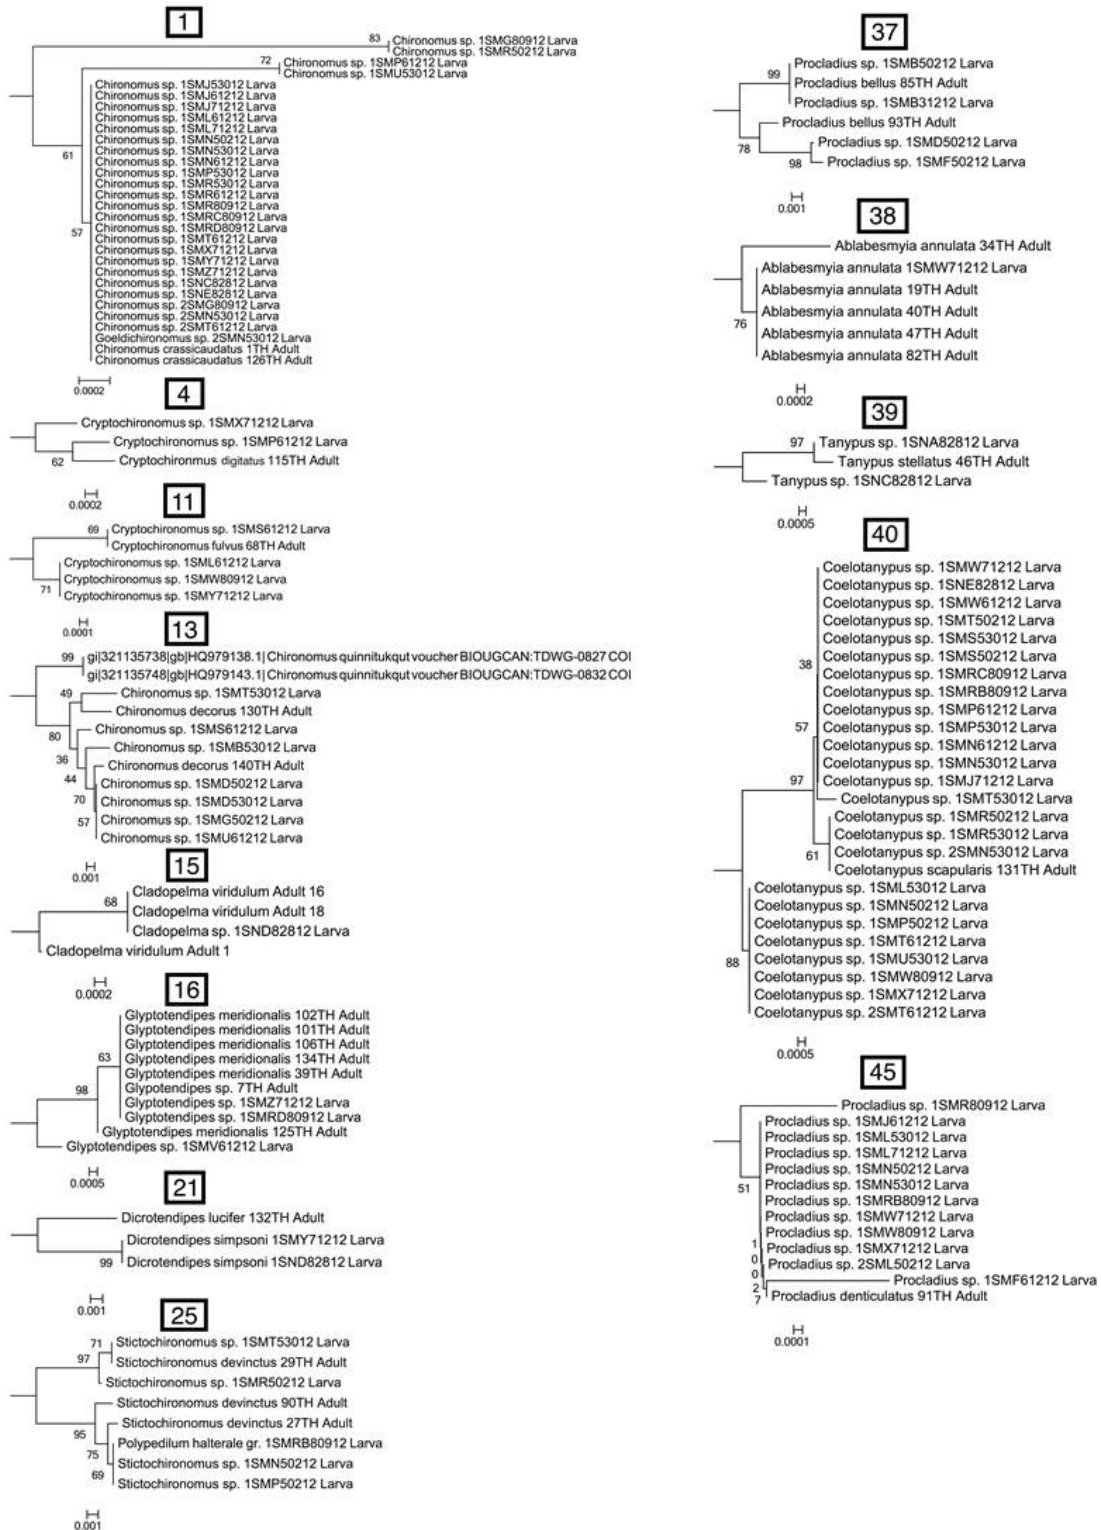 1
83
Chironomus sp. 1SMG80912 Larva
Chironomus sp. 1SMR50212 Larva
72
Chironomus sp. 1SMP61212 Larva
Chironomus sp. 1SMU53012 Larva
Chironomus sp. 1SMJ53012 Larva
Chironomus sp. 1SMJ61212 Larva
Chironomus sp. 1SMJ71212 Larva
Chironomus sp. 1SML61212 Larva
Chironomus sp. 1SML71212 Larva
Chironomus sp. 1SMN50212 Larva
Chironomus sp. 1SMN53012 Larva
61
Chironomus sp. 1SMN61212 Larva
Chironomus sp. 1SMP53012 Larva
Chironomus sp. 1SMR53012 Larva
Chironomus sp. 1SMR61212 Larva
Chironomus sp. 1SMR80912 Larva
Chironomus sp. 1SMRC80912 Larva
57
Chironomus sp. 1SMRD80912 Larva
Chironomus sp. 1SMT61212 Larva
Chironomus sp. 1SMX71212 Larva
Chironomus sp. 1SMY71212 Larva
Chironomus sp. 1SMZ71212 Larva
Chironomus sp. 1SNC82812 Larva
Chironomus sp. 1SNE82812 Larva
Chironomus sp. 2SMG80912 Larva
Chironomus sp. 2SMN53012 Larva
Chironomus sp. 2SMT61212 Larva
Goeldichironomus sp. 2SMN53012 Larva
Chironomus crassicaudatus 1TH Adult
Chironomus crassicaudatus 126TH Adult
0.0002
4
Cryptochironomus sp. 1SMX71212 Larva
Cryptochironomus sp. 1SMP61212 Larva
62
Cryptochironmus digitatus 115TH Adult
0.0002
11
69
Cryptochironomus sp. 1SMS61212 Larva
Cryptochironomus fulvus 68TH Adult
Cryptochironomus sp. 1SML61212 Larva
Cryptochironomus sp. 1SMW80912 Larva
71
Cryptochironomus sp. 1SMY71212 Larva
0.0001
13
99
gi|321135738|gb|HQ979138.1| Chironomus quinnitukqut voucher BIOUGCAN:TDWG-0827 COI
gi|321135748|gb|HQ979143.1| Chironomus quinnitukqut voucher BIOUGCAN:TDWG-0832 COI
49
Chironomus sp. 1SMT53012 Larva
Chironomus decorus 130TH Adult
80
Chironomus sp. 1SMS61212 Larva
36
Chironomus sp. 1SMB53012 Larva
Chironomus decorus 140TH Adult
44
Chironomus sp. 1SMD50212 Larva
70
Chironomus sp. 1SMD53012 Larva
57
Chironomus sp. 1SMG50212 Larva
Chironomus sp. 1SMU61212 Larva
0.001
15
Cladopelma viridulum Adult 16
68
Cladopelma viridulum Adult 18
Cladopelma sp. 1SND82812 Larva
Cladopelma viridulum Adult 1
0.0002
16
Glyptotendipes meridionalis 102TH Adult
Glyptotendipes meridionalis 101TH Adult
Glyptotendipes meridionalis 106TH Adult
63
Glyptotendipes meridionalis 134TH Adult
Glyptotendipes meridionalis 39TH Adult
98
Glypotendipes sp. 7TH Adult
Glyptotendipes sp. 1SMZ71212 Larva
Glyptotendipes sp. 1SMRD80912 Larva
Glyptotendipes meridionalis 125TH Adult
Glyptotendipes sp. 1SMV61212 Larva
0.0005
21
Dicrotendipes lucifer 132TH Adult
Dicrotendipes simpsoni 1SMY71212 Larva
99
Dicrotendipes simpsoni 1SND82812 Larva
0.001
25
71
Stictochironomus sp. 1SMT53012 Larva
97
Stictochironomus devinctus 29TH Adult
Stictochironomus sp. 1SMR50212 Larva
Stictochironomus devinctus 90TH Adult
95
Stictochironomus devinctus 27TH Adult
75
Polypedilum halterale gr. 1SMRB80912 Larva
69
Stictochironomus sp. 1SMN50212 Larva
Stictochironomus sp. 1SMP50212 Larva
0.001
37
Procladius sp. 1SMB50212 Larva
99
Procladius bellus 85TH Adult
Procladius sp. 1SMB31212 Larva
Procladius bellus 93TH Adult
78
Procladius sp. 1SMD50212 Larva
98
Procladius sp. 1SMF50212 Larva
0.001
38
Ablabesmyia annulata 34TH Adult
Ablabesmyia annulata 1SMW71212 Larva
Ablabesmyia annulata 19TH Adult
Ablabesmyia annulata 40TH Adult
76
Ablabesmyia annulata 47TH Adult
Ablabesmyia annulata 82TH Adult
0.0002
39
97
Tanypus sp. 1SNA82812 Larva
Tanypus stellatus 46TH Adult
Tanypus sp. 1SNC82812 Larva
0.0005
40
Coelotanypus sp. 1SMW71212 Larva
Coelotanypus sp. 1SNE82812 Larva
Coelotanypus sp. 1SMW61212 Larva
Coelotanypus sp. 1SMT50212 Larva
Coelotanypus sp. 1SMS53012 Larva
38
Coelotanypus sp. 1SMS50212 Larva
Coelotanypus sp. 1SMRC80912 Larva
Coelotanypus sp. 1SMRB80912 Larva
57
Coelotanypus sp. 1SMP61212 Larva
Coelotanypus sp. 1SMP53012 Larva
Coelotanypus sp. 1SMN61212 Larva
Coelotanypus sp. 1SMN53012 Larva
97
Coelotanypus sp. 1SMJ71212 Larva
Coelotanypus sp. 1SMT53012 Larva
Coelotanypus sp. 1SMR50212 Larva
Coelotanypus sp. 1SMR53012 Larva
61
Coelotanypus sp. 2SMN53012 Larva
Coelotanypus scapularis 131TH Adult
Coelotanypus sp. 1SML53012 Larva
Coelotanypus sp. 1SMN50212 Larva
Coelotanypus sp. 1SMP50212 Larva
Coelotanypus sp. 1SMT61212 Larva
88
Coelotanypus sp. 1SMU53012 Larva
Coelotanypus sp. 1SMW80912 Larva
Coelotanypus sp. 1SMX71212 Larva
Coelotanypus sp. 2SMT61212 Larva
0.0005
45
Procladius sp. 1SMR80912 Larva
Procladius sp. 1SMJ61212 Larva
Procladius sp. 1SML53012 Larva
Procladius sp. 1SML71212 Larva
Procladius sp. 1SMN50212 Larva
51
Procladius sp. 1SMN53012 Larva
Procladius sp. 1SMRB80912 Larva
Procladius sp. 1SMW71212 Larva
Procladius sp. 1SMW80912 Larva
1
Procladius sp. 1SMX71212 Larva
0
Procladius sp. 2SML50212 Larva
0
Procladius sp. 1SMF61212 Larva
2
Procladius denticulatus 91TH Adult
7
0.0001